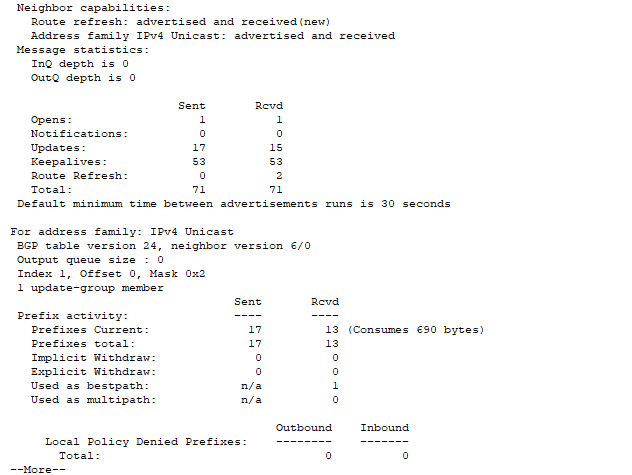 Neighbor capabilities:
Route refresh: advertised and received(new)
Address family IPv4 Unicast: advertised and received
Message statistics:
InQ depth is 0
OutQ depth is 0
Sent Rcvd
Opens: 1 1
Notifications: 0 0
Updates: 17 15
Keepalives: 53 53
Route Refresh: 0 2
Total: 71 71
Default minimum time between advertisements runs is 30 seconds
For address family: IPv4 Unicast
BGP table version 24, neighbor version 6/0
Output queue size : 0
Index 1, Offset 0, Mask 0x2
1 update-group member
Sent Rcvd
Prefix activity: ---- ----
Prefixes Current: 17 13 (Consumes 690 bytes)
Prefixes total: 17 13
Implicit Withdraw: 0 0
Explicit Withdraw: 0 0
Used as bestpath: n/a 1
Used as multipath: n/a 0
Outbound Inbound
Local Policy Denied Prefixes: -------- -------
Total: 0 0
--More--